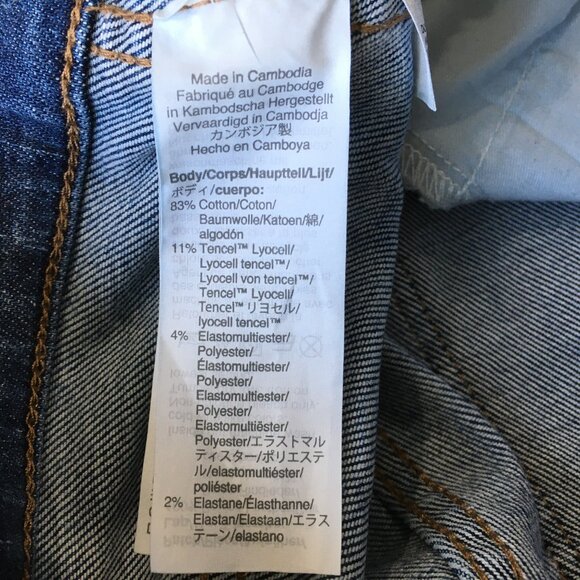 Made in Cambodia
Fabriqué au Cambodge
in Kambodscha Hergestellt
Vervaardigd in Cambodja
カンボジア製
Hecho en Camboya
Body/Corps/Haupttell/Lijf/
ボディ/cuerpo:
83% Cotton/Coton/
Baumwolle/Katoen/綿/
algodón
11% Tencel™ Lyocell/
Lyocell tencel™/
Lyocell von tencel™/
Tencel™ Lyocell/
Tencel™ リヨセル/
lyocell tencel™
4% Elastomultiester/
Polyester/
Élastomultiester/
Polyester/
Elastomultiester/
Polyester/
Elastomultiëster/
Polyester/エラストマル
ティスター/ポリエステ
ル/elastomultiéster/
poliéster
2% Elastane/Élasthanne/
Elastan/Elastaan/エラス
テーン/elastano